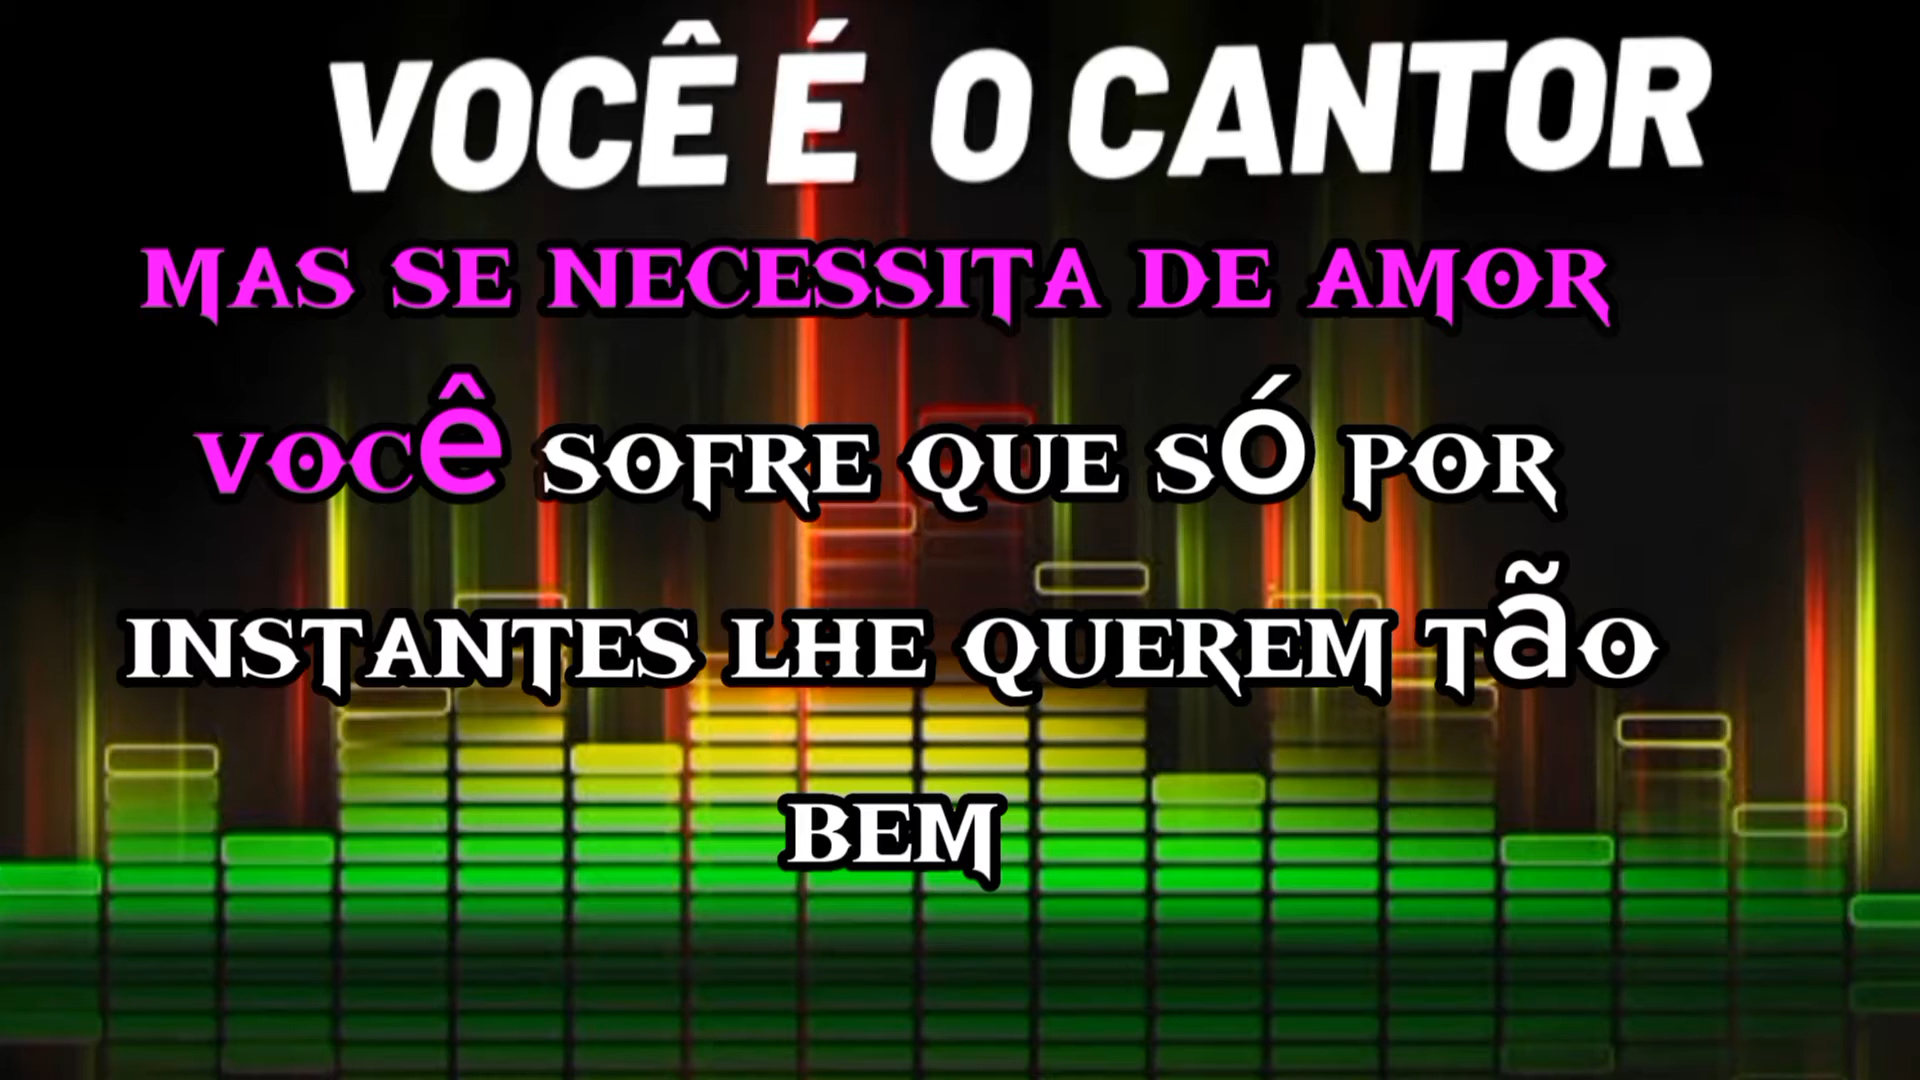 VOCÊ É O CANTOR
MAS SE NECESSITA DE AMOR
VOCê SOFRE QUE Só POR
INSTANTES LHE QUEREM TãO
BEM